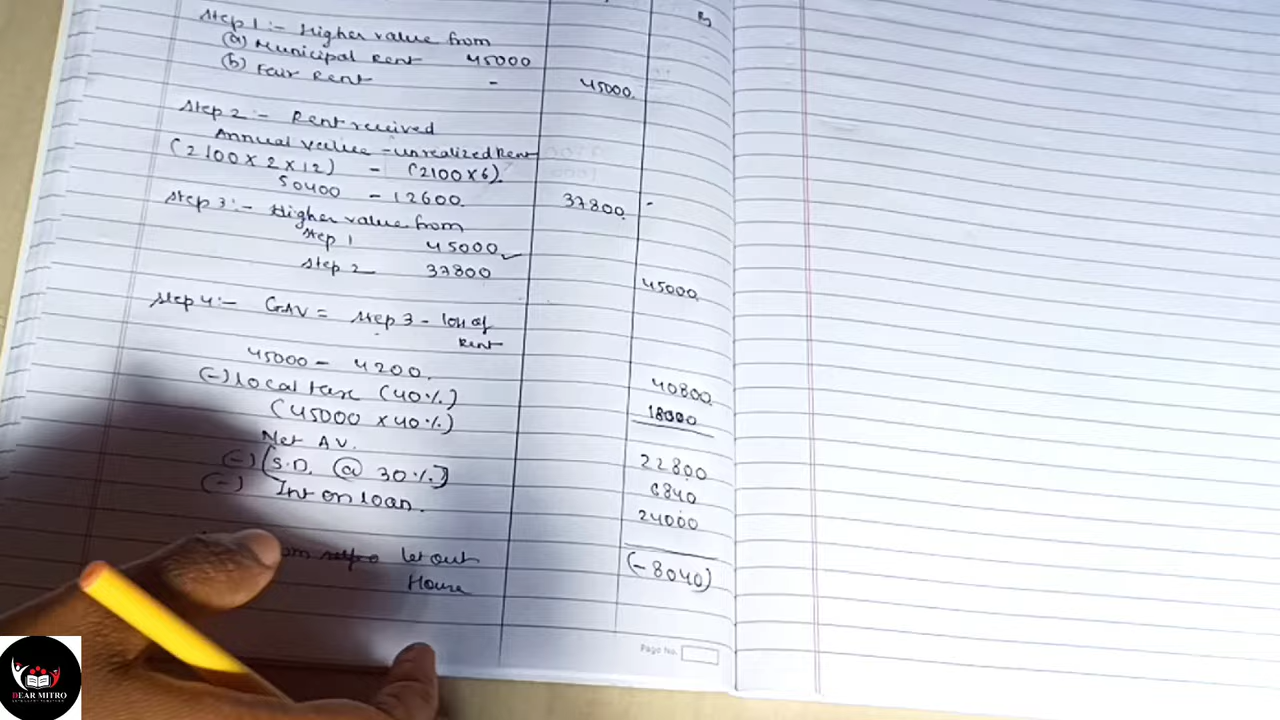 Rs
Step 1 :- Higher value from
(a) Municipal Rent 45000
(b) Fair Rent - 45000.
Step 2 :- Rent received
Annual value - unrealized Rent
(2100 x 2 x 12) - (2100 x 6).
50400 - 12600. 37800. -
Step 3 :- Higher value from
Step 1 45000 ✓
Step 2 37800
45000.
Step 4 :- GAV = Step 3 - loss of
Rent
45000 - 4200. 40800.
(-) local tax (40%)
(45000 x 40%) 18000
Net AV. 22800
(-) [S.D. @ 30%] 6840
(-) Int on loan. 24000
let out (-8040)
House
Page No.
DEAR MITRO